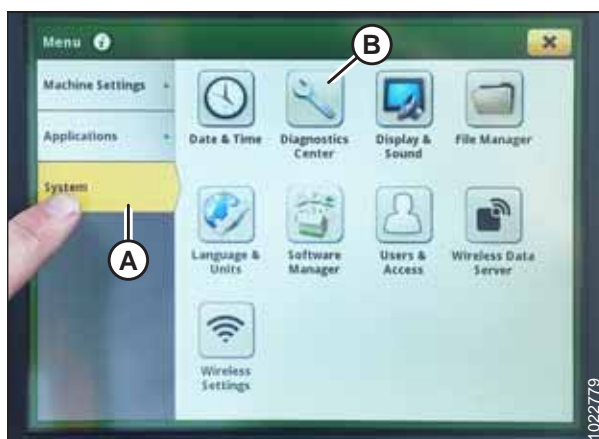 Menu i
B
Machine Settings
Applications
System
A
Date & Time
Diagnostics
Center
Display &
Sound
File Manager
Language &
Units
Software
Manager
Users &
Access
Wireless Data
Server
Wireless
Settings
1022779